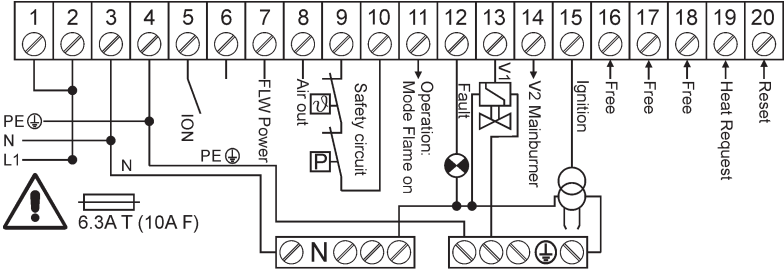 1 2 3 4 5 6 7 8 9 10 11 12 13 14 15 16 17 18 19 20
PE
N
L1
N
ION
PE
FLW Power
Air out
ϑ
P
Safety circuit
Operation:
Mode Flame on
Fault
V1
V2 Mainburner
Ignition
Free
Free
Free
Heat Request
Reset
6.3A T (10A F)
N